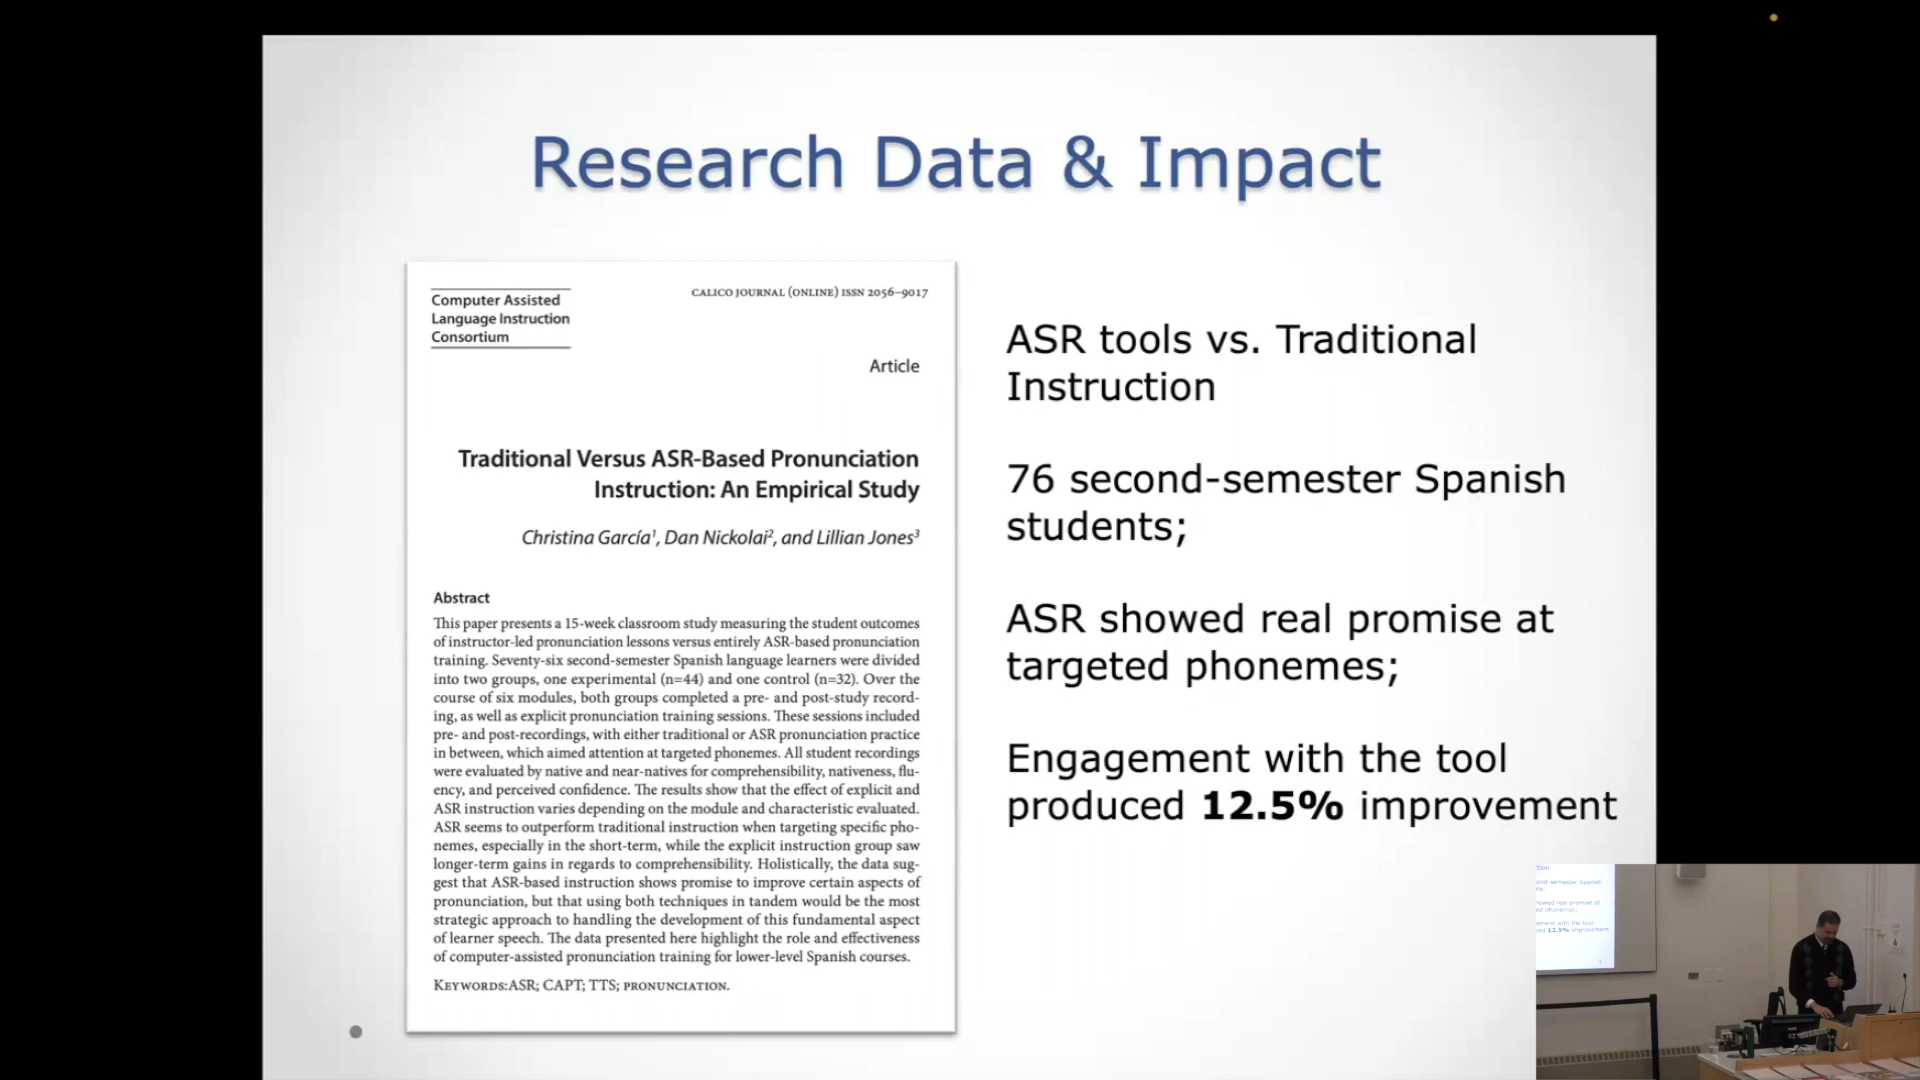 Research Data & Impact
Computer Assisted
Language Instruction
Consortium
CALICO JOURNAL (ONLINE) ISSN 2056–9017
Article
Traditional Versus ASR-Based Pronunciation
Instruction: An Empirical Study
Christina García¹, Dan Nickolai², and Lillian Jones³
Abstract
This paper presents a 15-week classroom study measuring the student outcomes
of instructor-led pronunciation lessons versus entirely ASR-based pronunciation
training. Seventy-six second-semester Spanish language learners were divided
into two groups, one experimental (n=44) and one control (n=32). Over the
course of six modules, both groups completed a pre- and post-study record-
ing, as well as explicit pronunciation training sessions. These sessions included
pre- and post-recordings, with either traditional or ASR pronunciation practice
in between, which aimed attention at targeted phonemes. All student recordings
were evaluated by native and near-natives for comprehensibility, nativeness, flu-
ency, and perceived confidence. The results show that the effect of explicit and
ASR instruction varies depending on the module and characteristic evaluated.
ASR seems to outperform traditional instruction when targeting specific pho-
nemes, especially in the short-term, while the explicit instruction group saw
longer-term gains in regards to comprehensibility. Holistically, the data sug-
gest that ASR-based instruction shows promise to improve certain aspects of
pronunciation, but that using both techniques in tandem would be the most
strategic approach to handling the development of this fundamental aspect
of learner speech. The data presented here highlight the role and effectiveness
of computer-assisted pronunciation training for lower-level Spanish courses.
KEYWORDS:ASR; CAPT; TTS; PRONUNCIATION.
ASR tools vs. Traditional
Instruction
76 second-semester Spanish
students;
ASR showed real promise at
targeted phonemes;
Engagement with the tool
produced 12.5% improvement